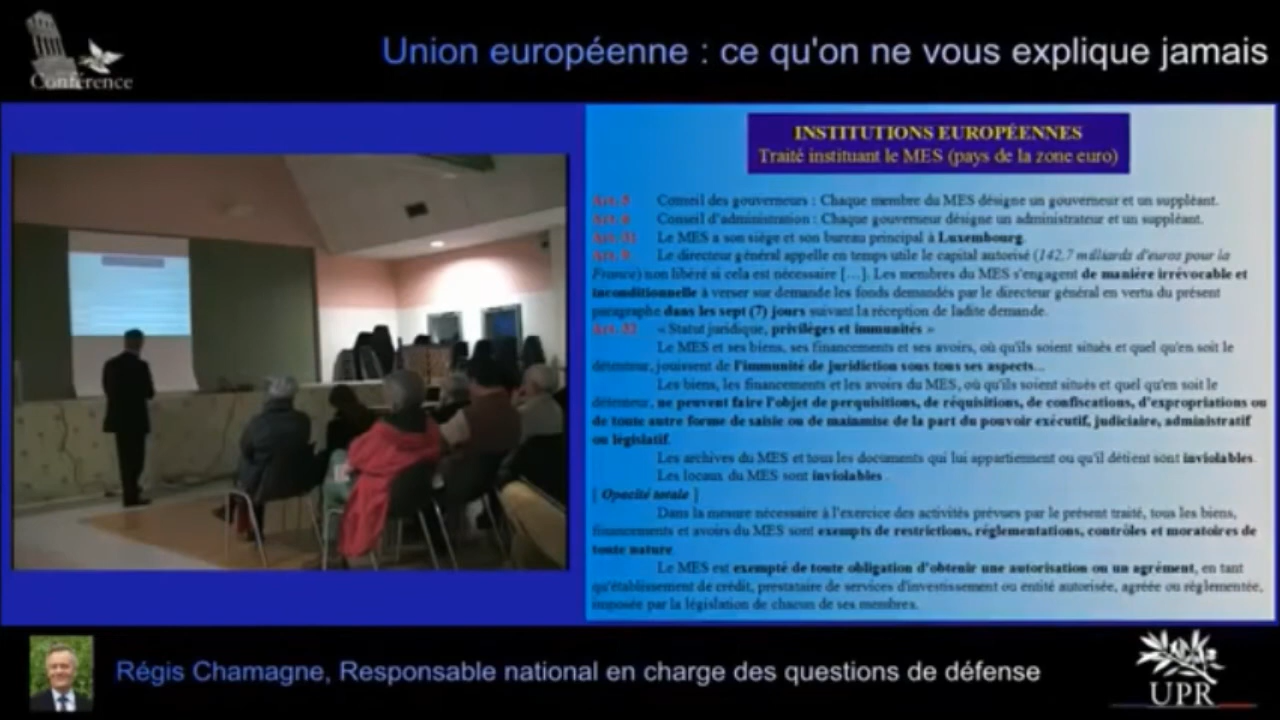 Conférence
Union européenne : ce qu'on ne vous explique jamais
INSTITUTIONS EUROPÉENNES
Traité instituant le MES (pays de la zone euro)
Art. 5 Conseil des gouverneurs : Chaque membre du MES désigne un gouverneur et un suppléant.
Art. 6 Conseil d'administration : Chaque gouverneur désigne un administrateur et un suppléant.
Art. 31 Le MES a son siège et son bureau principal à Luxembourg.
Art. 9 Le directeur général appelle en temps utile le capital autorisé (142,7 milliards d'euros pour la
France) non libéré si cela est nécessaire [...]. Les membres du MES s'engagent de manière irrévocable et
inconditionnelle à verser sur demande les fonds demandés par le directeur général en vertu du présent
paragraphe dans les sept (7) jours suivant la réception de ladite demande.
Art. 32 « Statut juridique, privilèges et immunités »
Le MES et ses biens, ses financements et ses avoirs, où qu'ils soient situés et quel qu'en soit le
détenteur, jouissent de l'immunité de juridiction sous tous ses aspects...
Les biens, les financements et les avoirs du MES, où qu'ils soient situés et quel qu'en soit le
détenteur, ne peuvent faire l'objet de perquisitions, de réquisitions, de confiscations, d'expropriations ou
de toute autre forme de saisie ou de mainmise de la part du pouvoir exécutif, judiciaire, administratif
ou législatif.
Les archives du MES et tous les documents qui lui appartiennent ou qu'il détient sont inviolables.
Les locaux du MES sont inviolables .
[ Opacité totale ]
Dans la mesure nécessaire à l'exercice des activités prévues par le présent traité, tous les biens,
financements et avoirs du MES sont exempts de restrictions, réglementations, contrôles et moratoires de
toute nature.
Le MES est exempté de toute obligation d'obtenir une autorisation ou un agrément, en tant
qu'établissement de crédit, prestataire de services d'investissement ou entité autorisée, agréée ou réglementée,
imposée par la législation de chacun de ses membres.
Régis Chamagne, Responsable national en charge des questions de défense
UPR